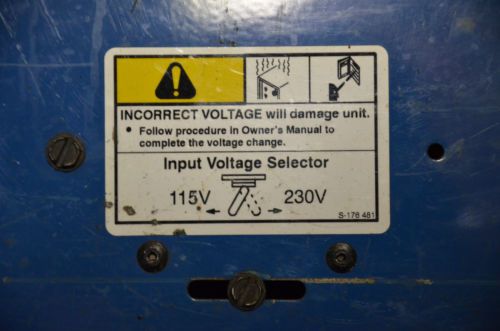 INCORRECT VOLTAGE will damage unit.
• Follow procedure in Owner's Manual to
complete the voltage change.
Input Voltage Selector
115V 230V
S-176 481